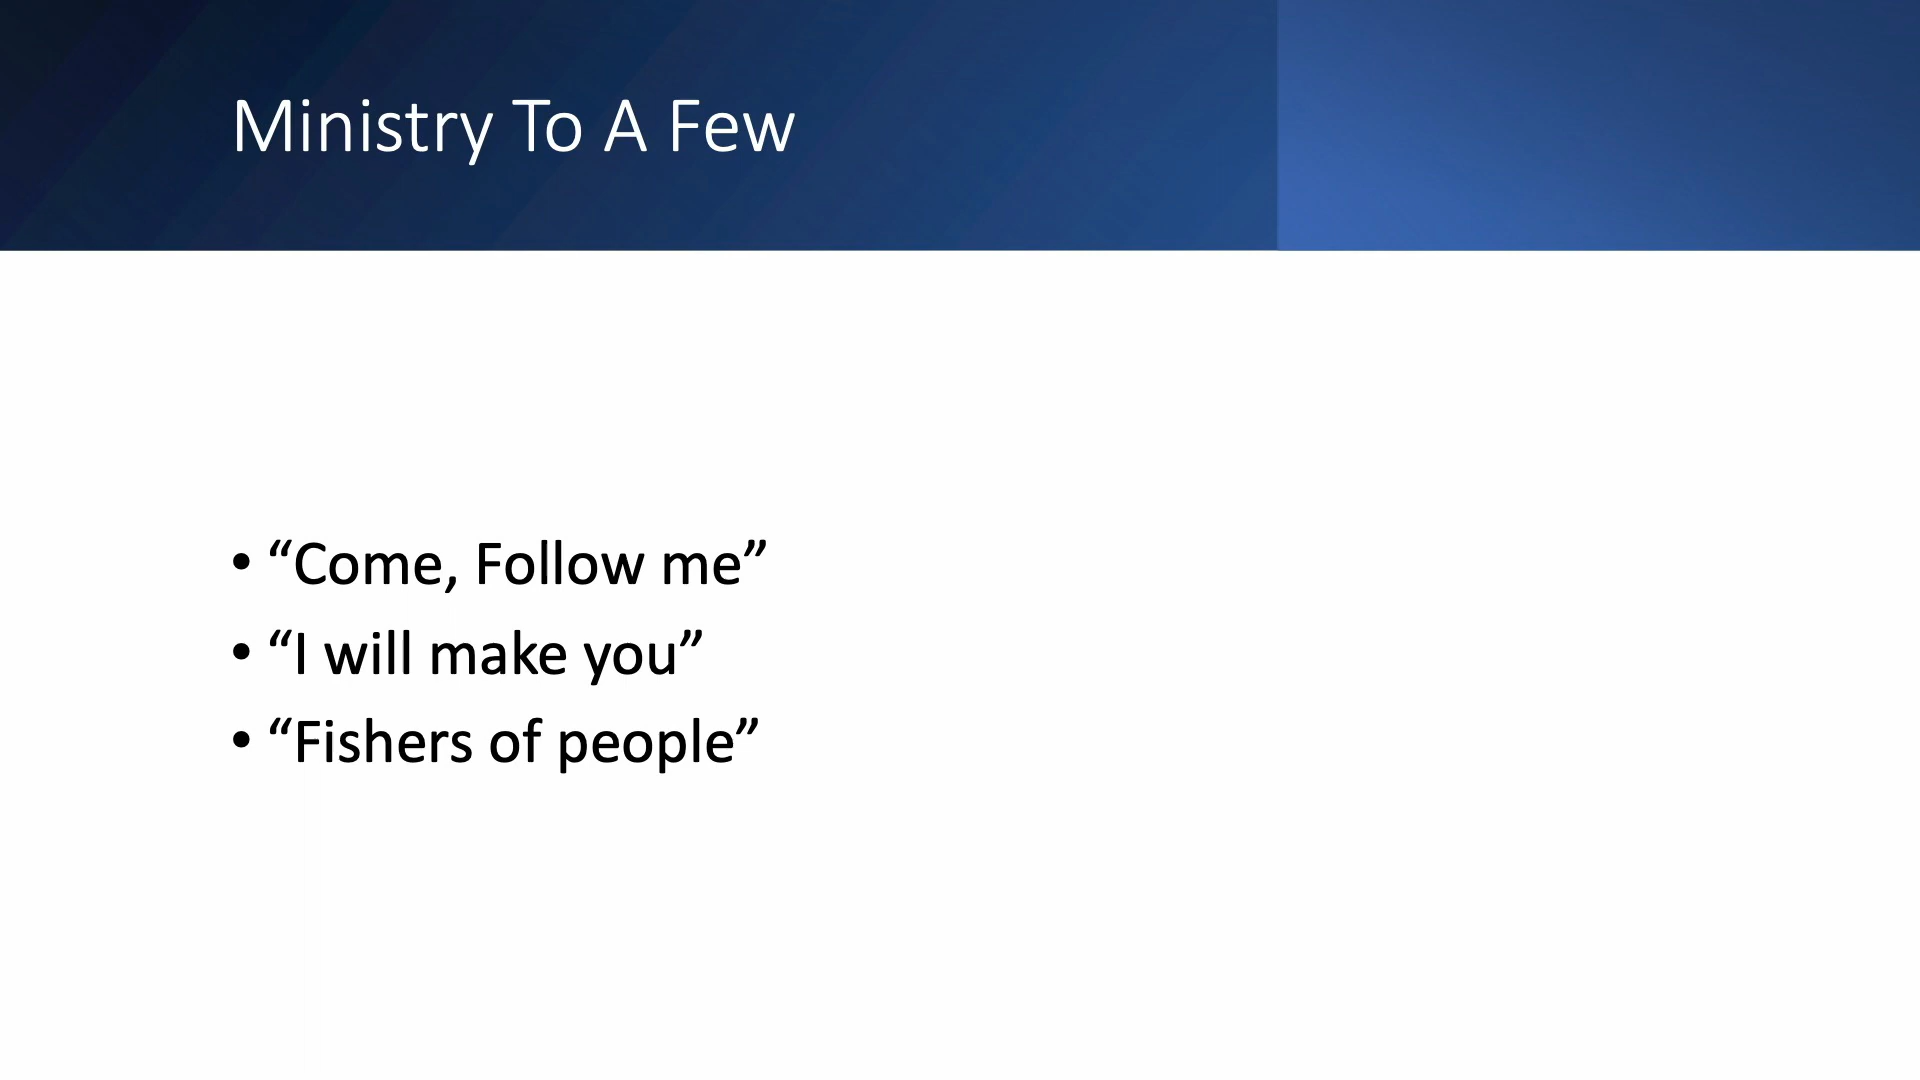 Ministry To A Few
• “Come, Follow me”
• “I will make you”
• “Fishers of people”